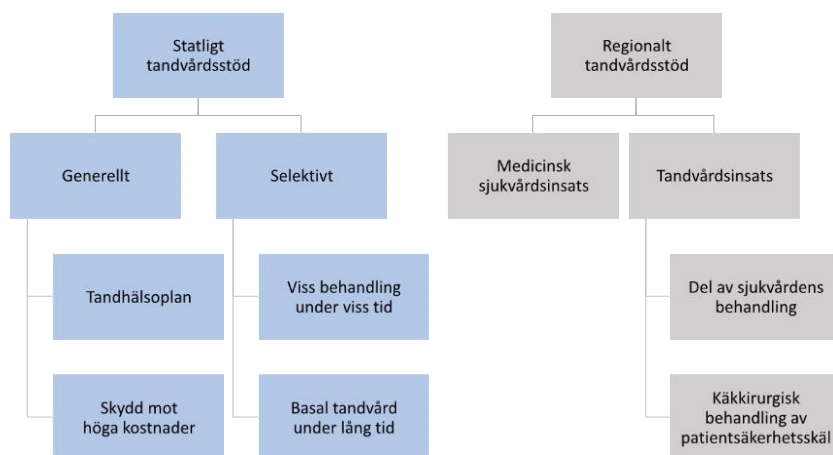 Statligt
tandvårdsstöd
Generellt
Selektivt
Tandhälsoplan
Viss behandling
under viss tid
Skydd mot
höga kostnader
Basal tandvård
under lång tid
Regionalt
tandvårdsstöd
Medicinsk
sjukvårdsinsats
Tandvårdsinsats
Del av sjukvårdens
behandling
Käkkirurgisk
behandling av
patientsäkerhetsskäl